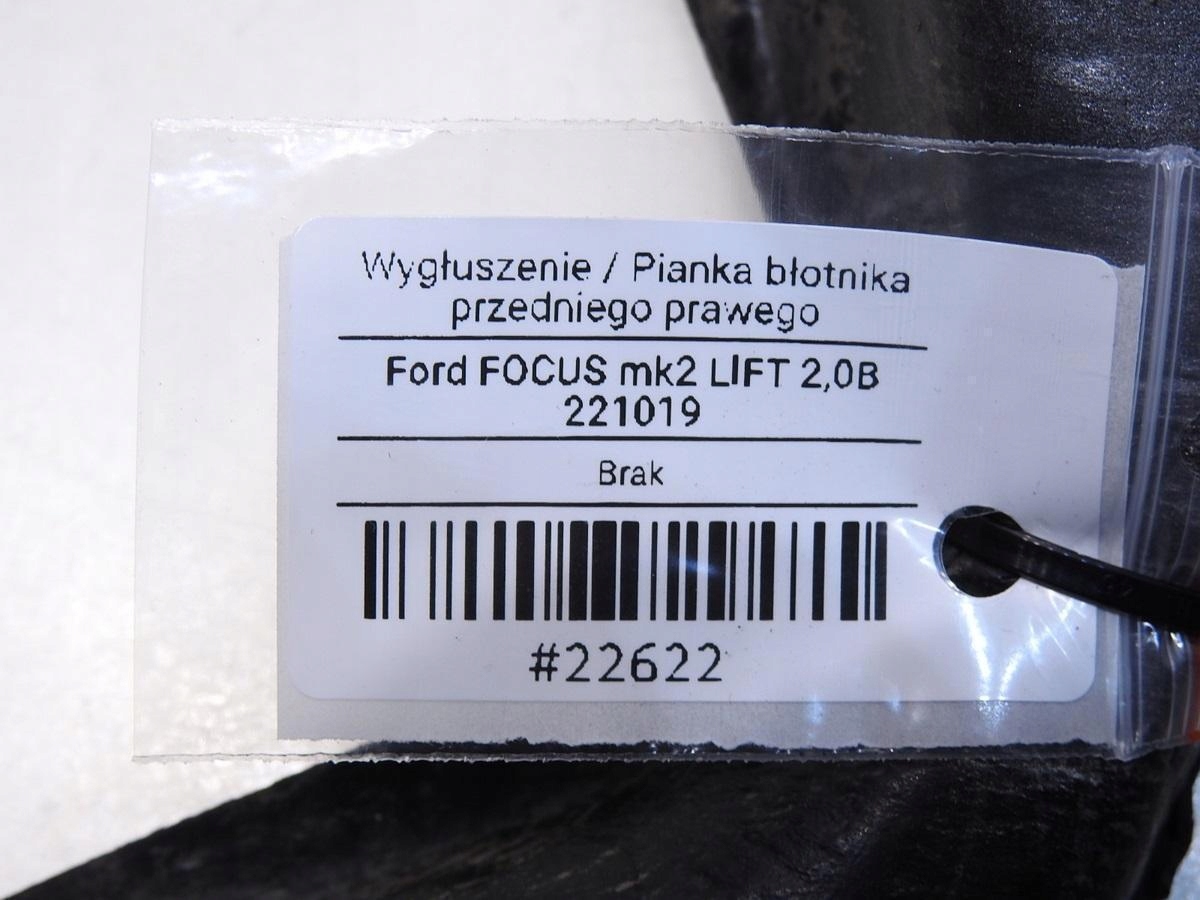 Wygłuszenie / Pianka błotnika
przedniego prawego
Ford FOCUS mk2 LIFT 2,0B
221019
Brak
#22622